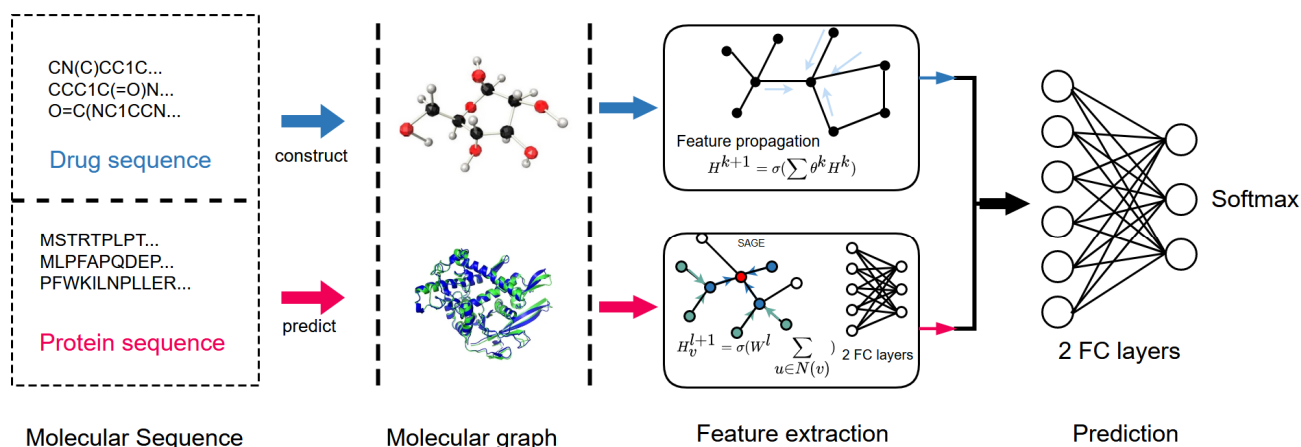 CN(C)CC1C...
CCC1C(=O)N...
O=C(NC1CCN...
Drug sequence
MSTRTPLPT...
MLPFAPQDEP...
PFWKILNPLLER...
Protein sequence
construct
predict
Feature propagation
H^{k+1} = σ(∑ θ^k H^k)
SAGE
H_v^{l+1} = σ(W^l ∑_{u∈N(v)} )
2 FC layers
Softmax
2 FC layers
Molecular Sequence
Molecular graph
Feature extraction
Prediction